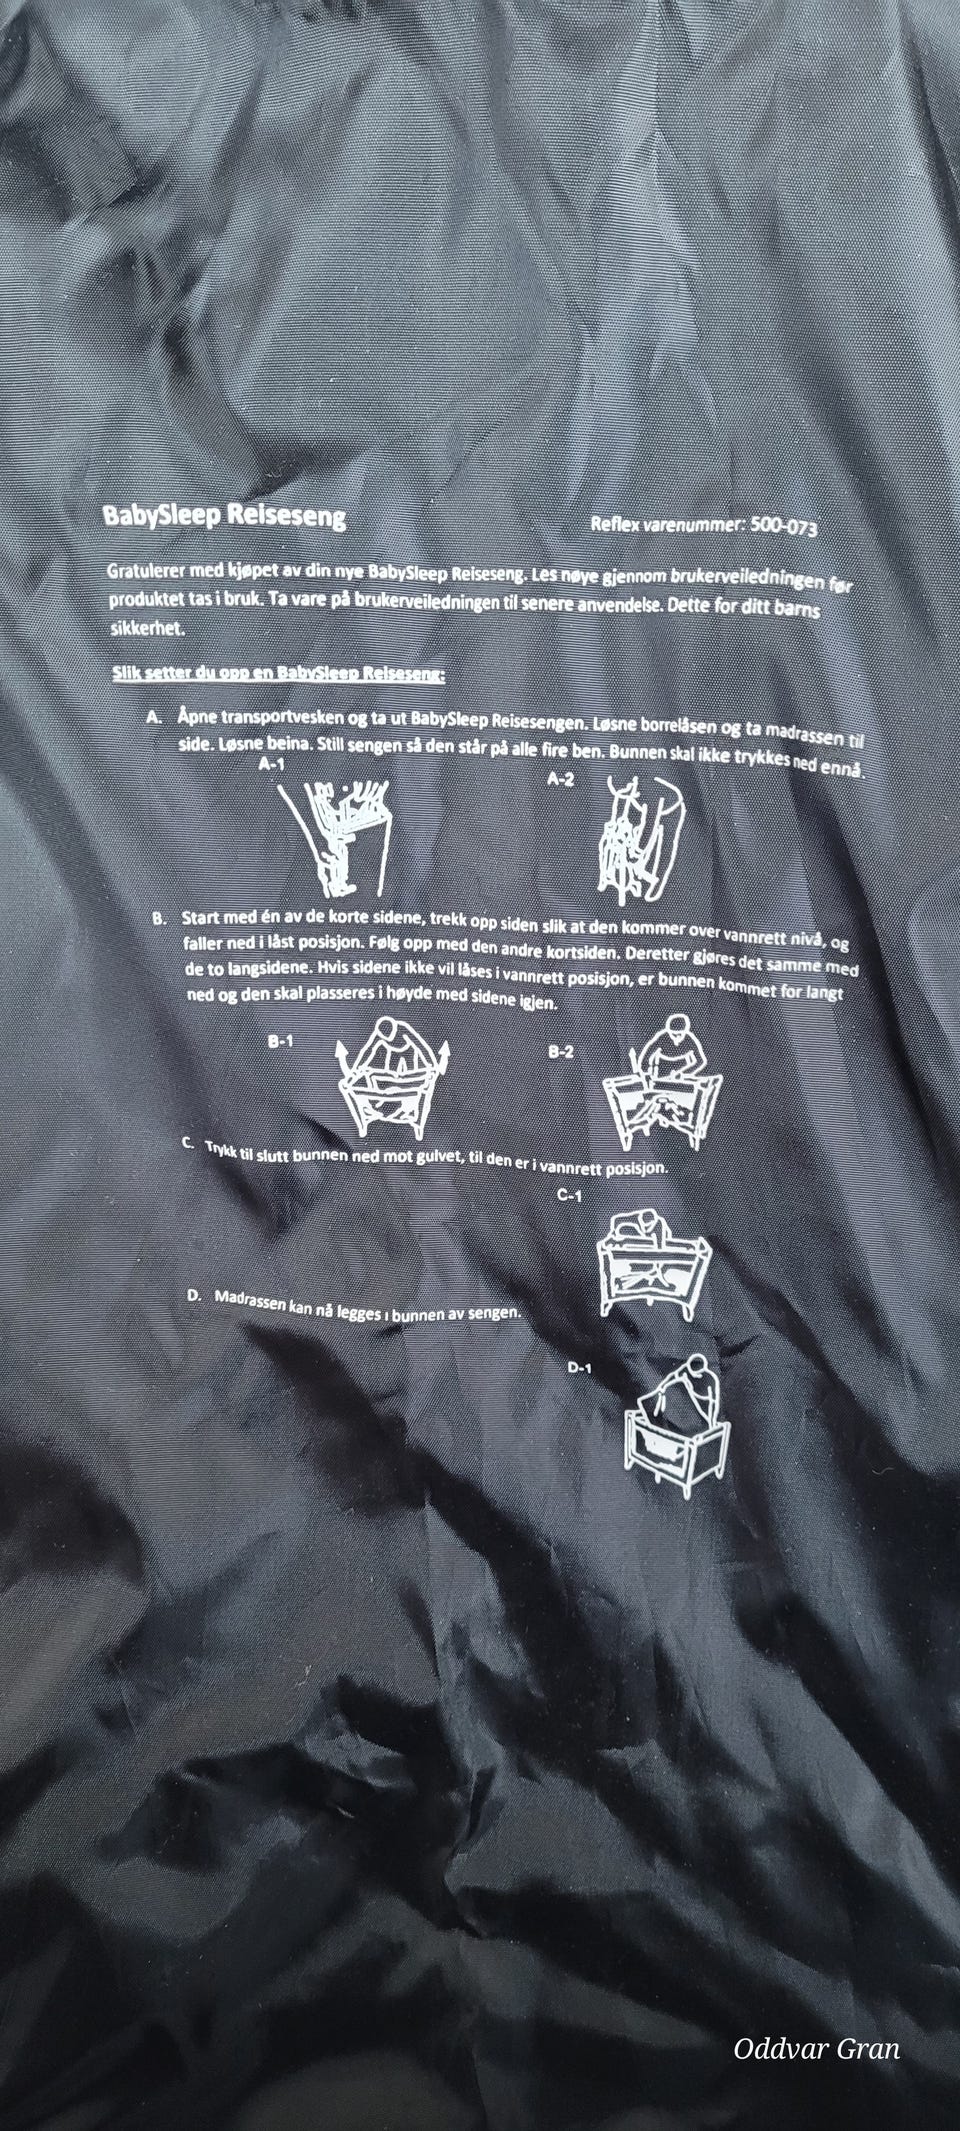 BabySleep Reiseseng
Reflex varenummer: 500-073
Gratulerer med kjøpet av din nye BabySleep Reiseseng. Les nøye gjennom brukerveiledningen før
produktet tas i bruk. Ta vare på brukerveiledningen til senere anvendelse. Dette for ditt barns
sikkerhet.
Slik setter du opp en BabySleep Reiseseng:
A. Åpne transportvesken og ta ut BabySleep Reisesengen. Løsne borrelåsen og ta madrassen til
side. Løsne beina. Still sengen så den står på alle fire ben. Bunnen skal ikke trykkes ned ennå.
A-1
A-2
B. Start med én av de korte sidene, trekk opp siden slik at den kommer over vannrett nivå, og
faller ned i låst posisjon. Følg opp med den andre kortsiden. Deretter gjøres det samme med
de to langsidene. Hvis sidene ikke vil låses i vannrett posisjon, er bunnen kommet for langt
ned og den skal plasseres i høyde med sidene igjen.
B-1
B-2
C. Trykk til slutt bunnen ned mot gulvet, til den er i vannrett posisjon.
C-1
D. Madrassen kan nå legges i bunnen av sengen.
D-1
Oddvar Gran